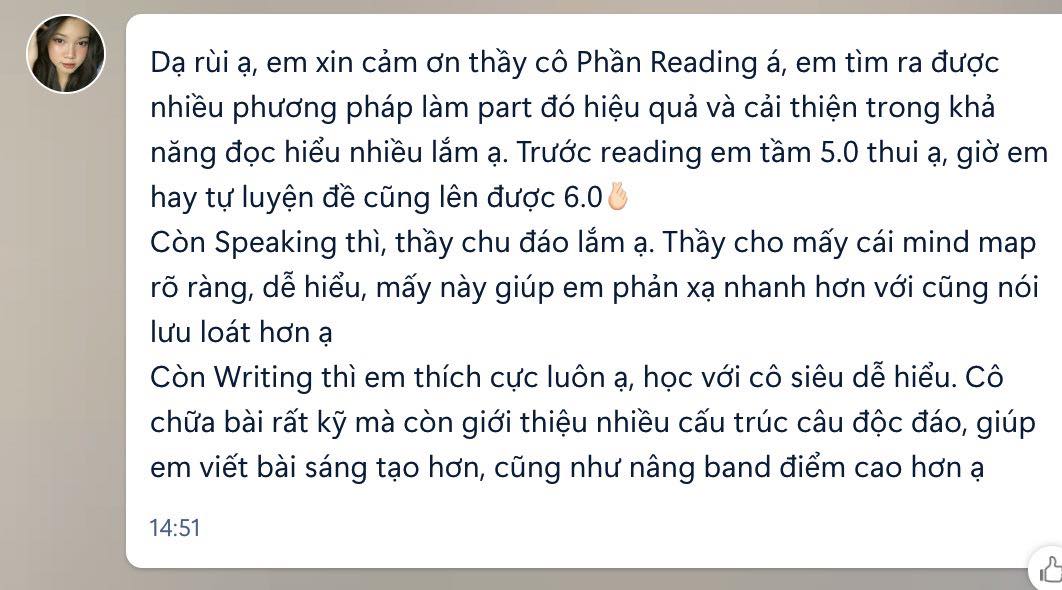 Dạ rùi ạ, em xin cảm ơn thầy cô Phần Reading á, em tìm ra được
nhiều phương pháp làm part đó hiệu quả và cải thiện trong khả
năng đọc hiểu nhiều lắm ạ. Trước reading em tầm 5.0 thui ạ, giờ em
hay tự luyện đề cũng lên được 6.0🫰🏻
Còn Speaking thì, thầy chu đáo lắm ạ. Thầy cho mấy cái mind map
rõ ràng, dễ hiểu, mấy này giúp em phản xạ nhanh hơn với cũng nói
lưu loát hơn ạ
Còn Writing thì em thích cực luôn ạ, học với cô siêu dễ hiểu. Cô
chữa bài rất kỹ mà còn giới thiệu nhiều cấu trúc câu độc đáo, giúp
em viết bài sáng tạo hơn, cũng như nâng band điểm cao hơn ạ
14:51